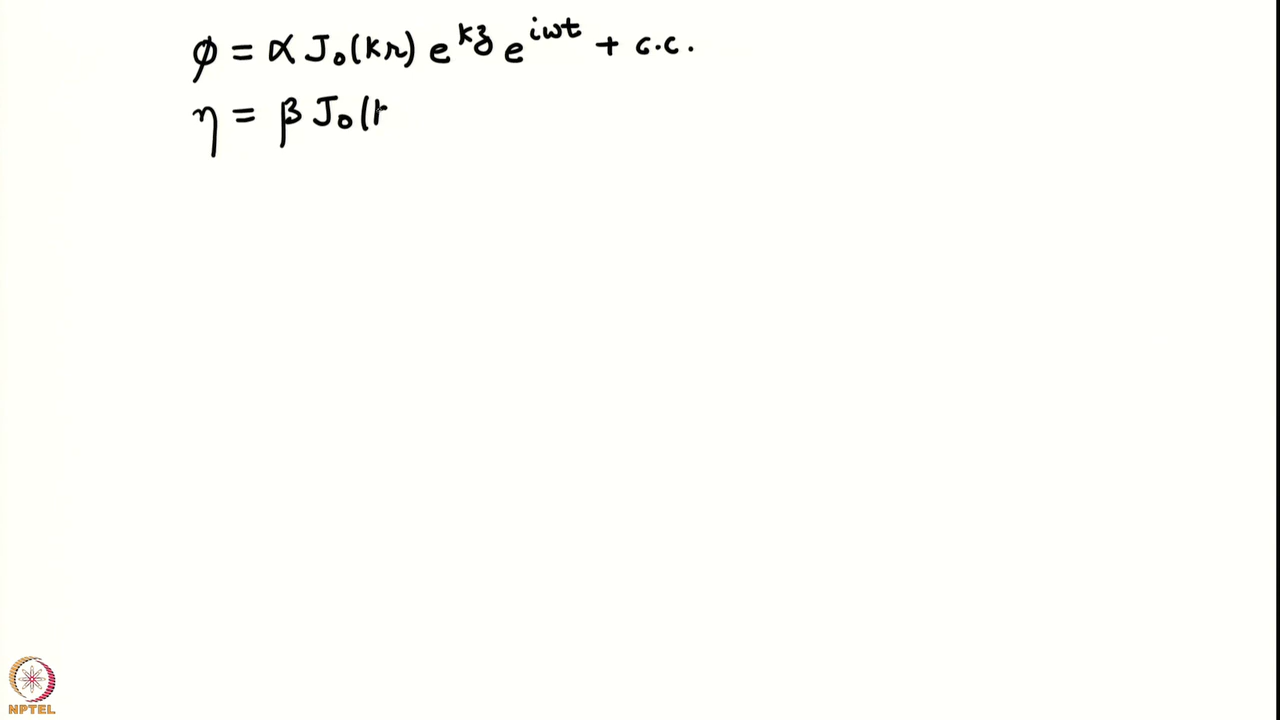 ϕ = α J₀(kr) e^{kz} e^{iωt} + c.c.
η = β J₀(k
NPTEL